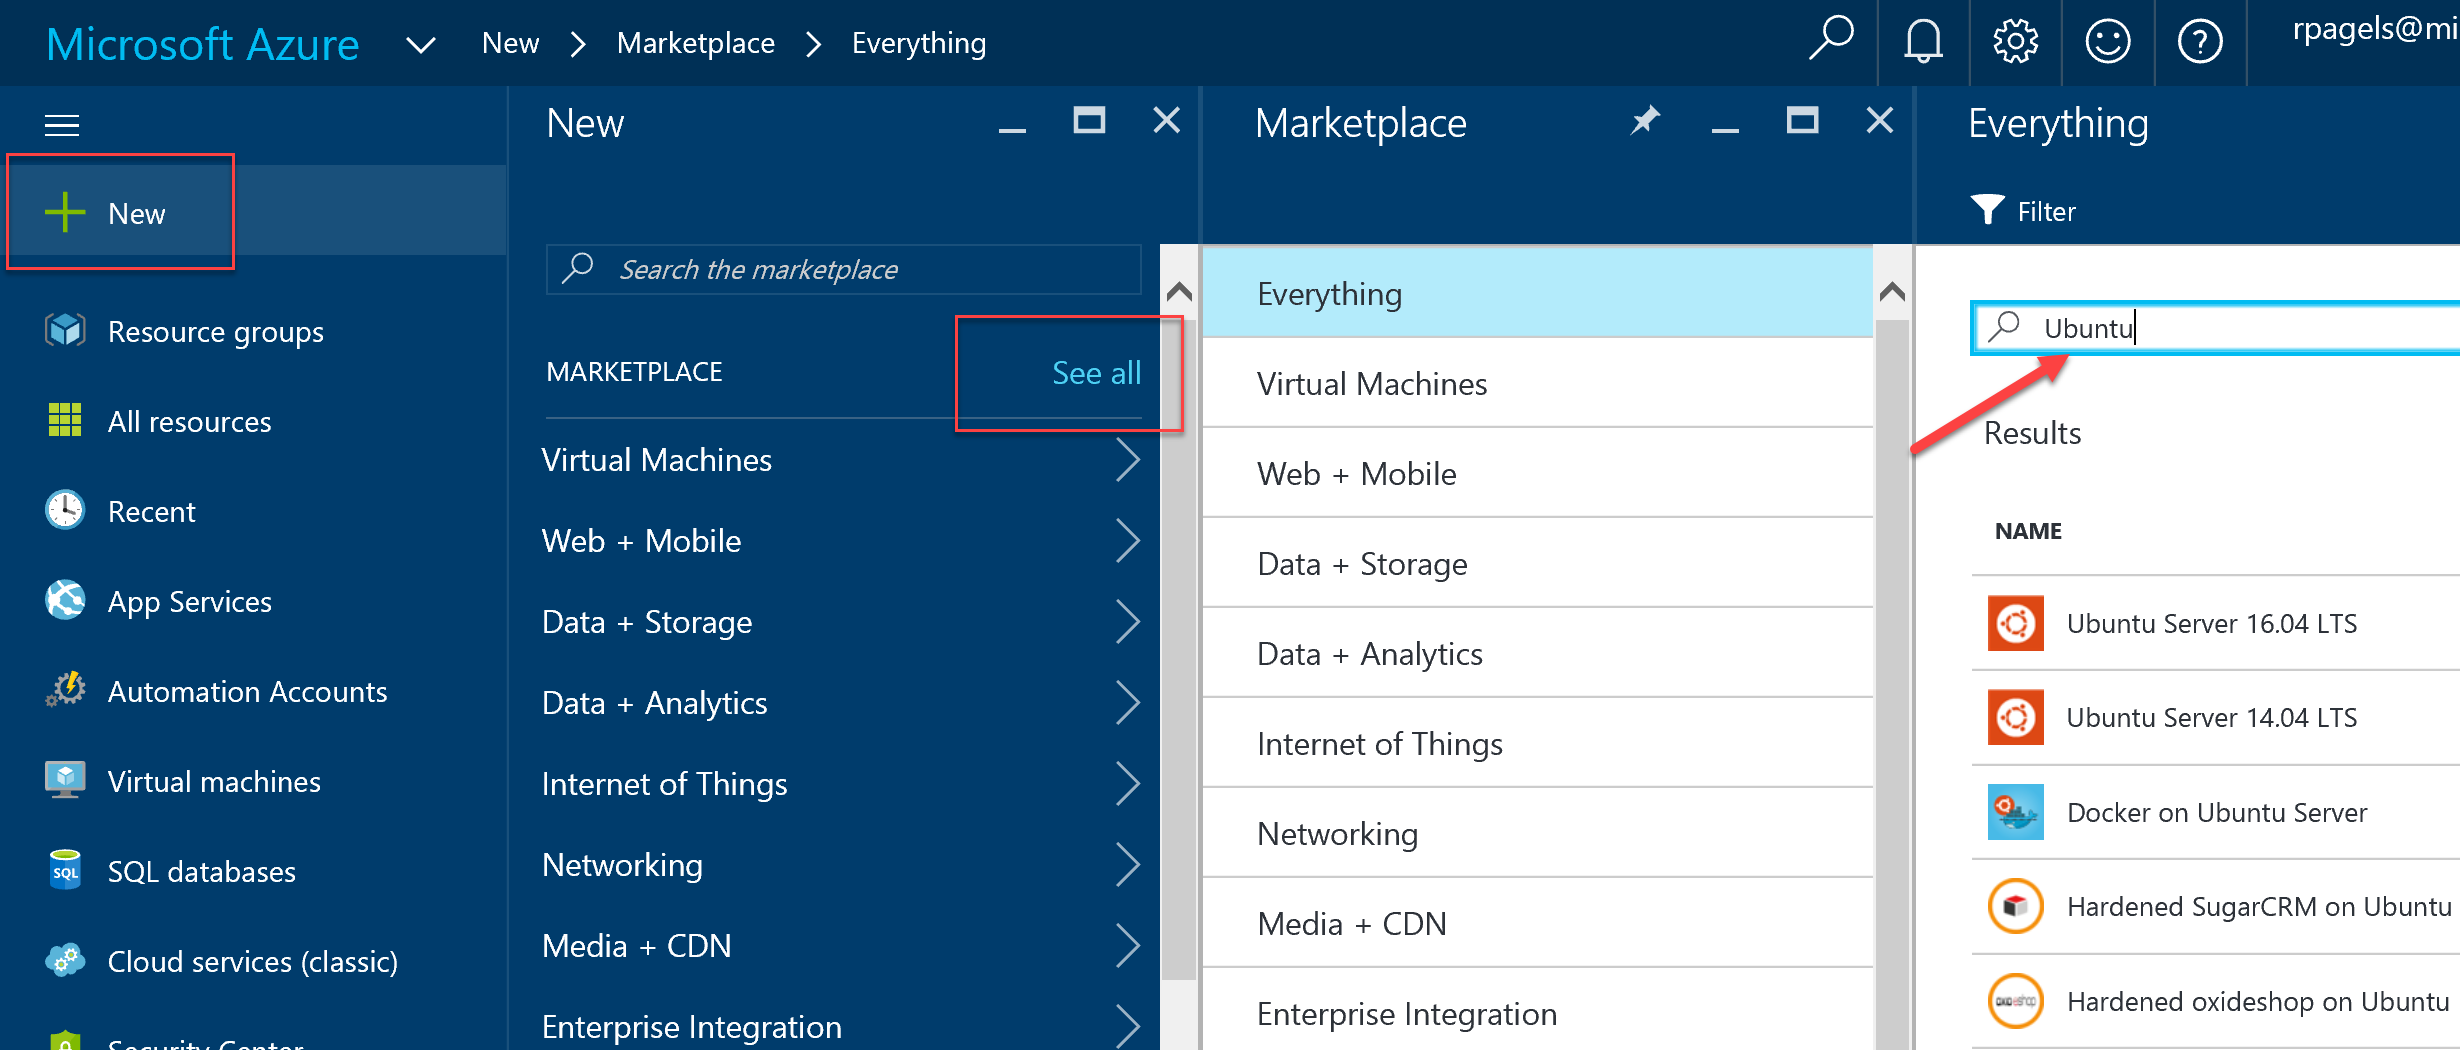 Microsoft Azure
New
Marketplace
Everything
rpagels@mi
New
Resource groups
All resources
Recent
App Services
Automation Accounts
Virtual machines
SQL
SQL databases
Cloud services (classic)
Security Center
New
Search the marketplace
MARKETPLACE
See all
Virtual Machines
Web + Mobile
Data + Storage
Data + Analytics
Internet of Things
Networking
Media + CDN
Enterprise Integration
Marketplace
Everything
Virtual Machines
Web + Mobile
Data + Storage
Data + Analytics
Internet of Things
Networking
Media + CDN
Enterprise Integration
Everything
Filter
Ubuntu
Results
NAME
Ubuntu Server 16.04 LTS
Ubuntu Server 14.04 LTS
Docker on Ubuntu Server
Hardened SugarCRM on Ubuntu
Hardened oxideshop on Ubuntu